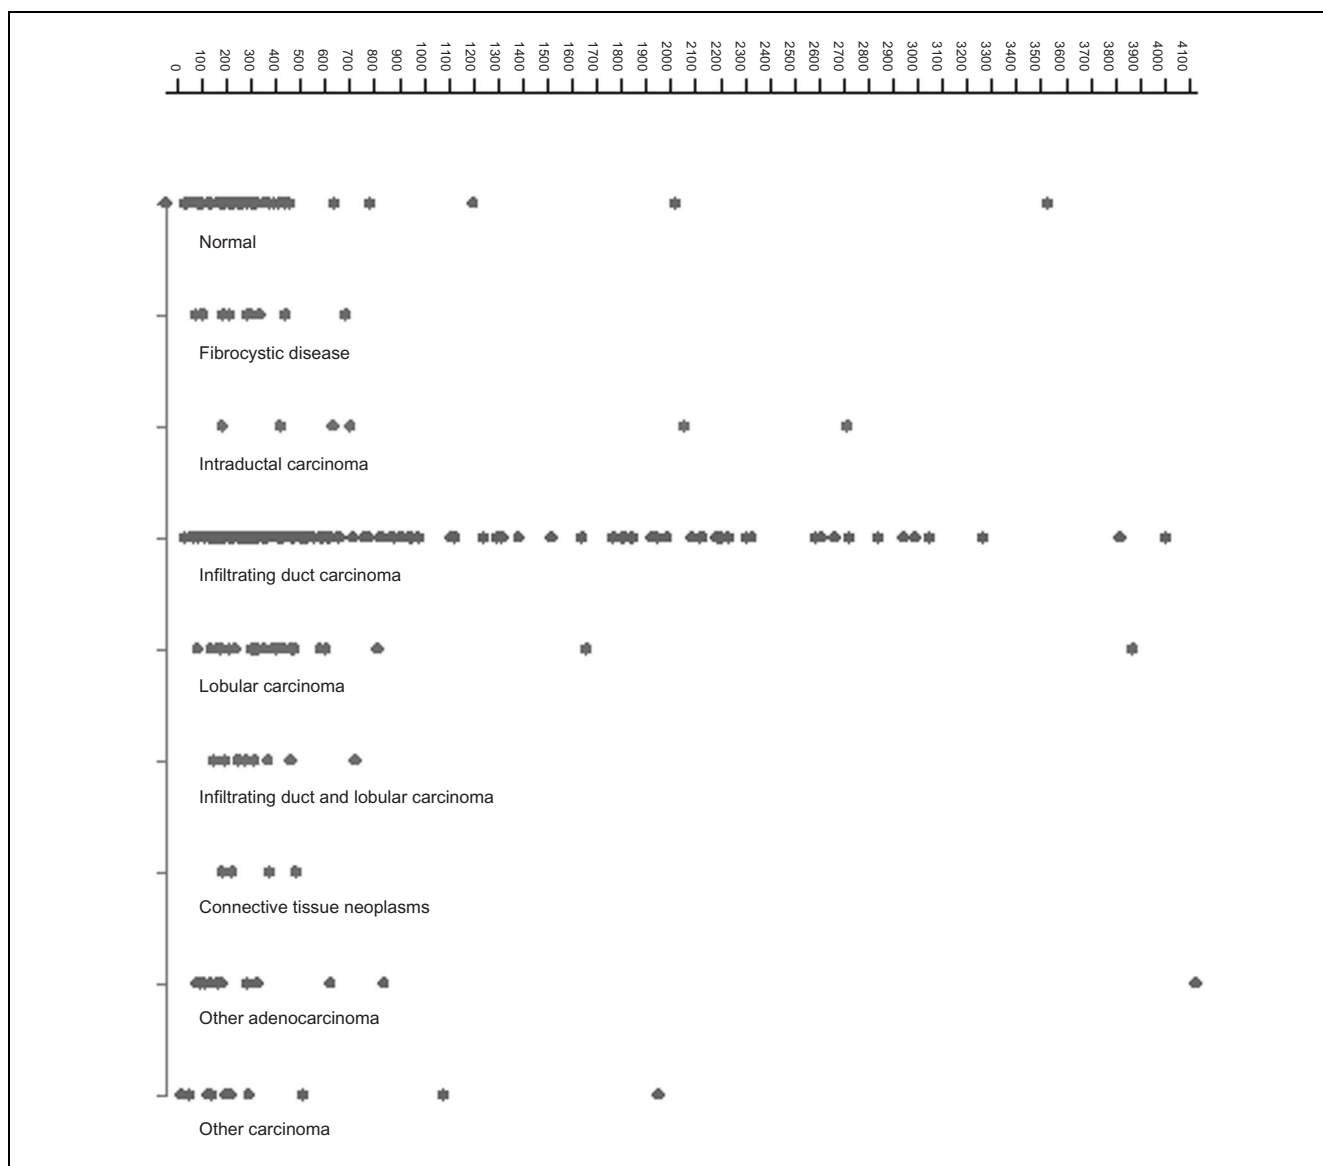 0 100 200 300 400 500 600 700 800 900 1000 1100 1200 1300 1400 1500 1600 1700 1800 1900 2000 2100 2200 2300 2400 2500 2600 2700 2800 2900 3000 3100 3200 3300 3400 3500 3600 3700 3800 3900 4000 4100
Normal
Fibrocystic disease
Intraductal carcinoma
Infiltrating duct carcinoma
Lobular carcinoma
Infiltrating duct and lobular carcinoma
Connective tissue neoplasms
Other adenocarcinoma
Other carcinoma